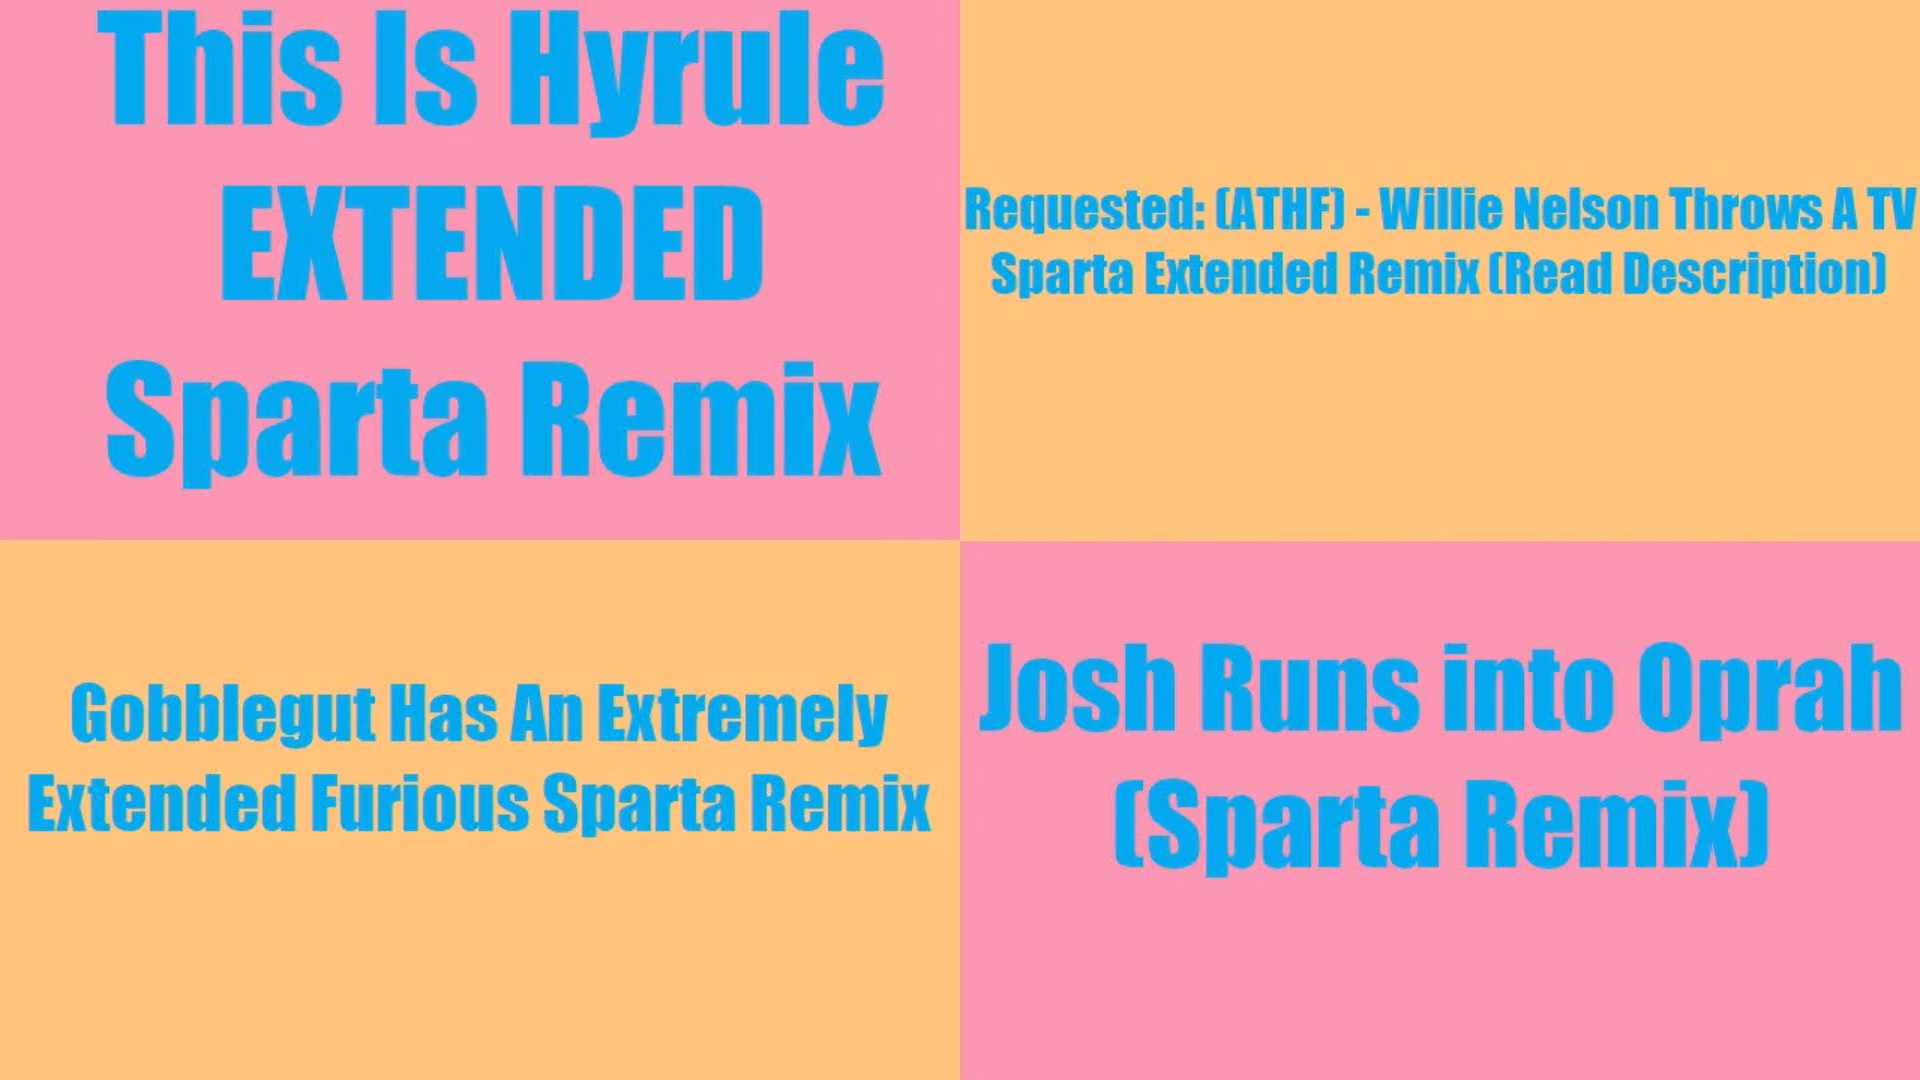 This Is Hyrule
EXTENDED
Sparta Remix
Requested: (ATHF) - Willie Nelson Throws A TV
Sparta Extended Remix (Read Description)
Gobblegut Has An Extremely
Extended Furious Sparta Remix
Josh Runs into Oprah
(Sparta Remix)